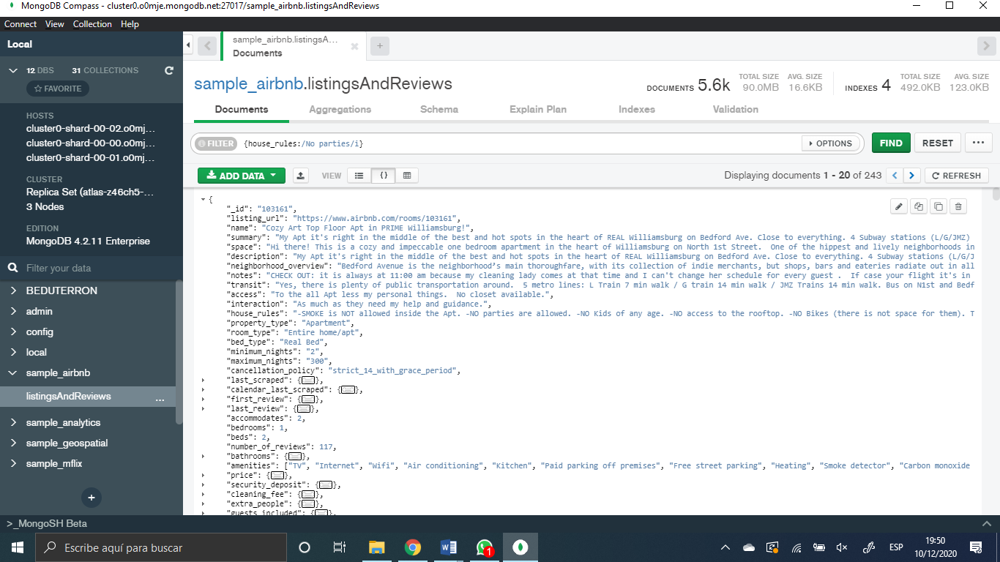 MongoDB Compass - cluster0.o0mje.mongodb.net:27017/sample_airbnb.listingsAndReviews
Connect View Collection Help
Local
12 DBS 31 COLLECTIONS
FAVORITE
HOSTS
cluster0-shard-00-02.o0mj...
cluster0-shard-00-00.o0mj...
cluster0-shard-00-01.o0mj...
CLUSTER
Replica Set (atlas-z46ch5-...
3 Nodes
EDITION
MongoDB 4.2.11 Enterprise
Filter your data
BEDUTERRON
admin
config
local
sample_airbnb
listingsAndReviews ...
sample_analytics
sample_geospatial
sample_mflix
+
sample_airbnb.listingsA...
Documents
+
sample_airbnb.listingsAndReviews
DOCUMENTS 5.6k TOTAL SIZE 90.0MB AVG. SIZE 16.6KB INDEXES 4 TOTAL SIZE 492.0KB AVG. SIZE 123.0KB
Documents Aggregations Schema Explain Plan Indexes Validation
FILTER {house_rules:/No parties/i} OPTIONS FIND RESET ...
ADD DATA VIEW {} Displaying documents 1 - 20 of 243 < > REFRESH
{
"_id": "103161",
"listing_url": "https://www.airbnb.com/rooms/103161",
"name": "Cozy Art Top Floor Apt in PRIME Williamsburg!",
"summary": "My Apt it's right in the middle of the best and hot spots in the heart of REAL Williamsburg on Bedford Ave. Close to everything. 4 Subway stations (L/G/JMZ)
"space": "Hi there! This is a cozy and impeccable one bedroom apartment in the heart of Williamsburg on North 1st Street.  One of the hippest and lively neighborhoods in
"description": "My Apt it's right in the middle of the best and hot spots in the heart of REAL Williamsburg on Bedford Ave. Close to everything. 4 Subway stations (L/G/J
"neighborhood_overview": "Bedford Avenue is the neighborhood's main thoroughfare, with its collection of indie merchants, but shops, bars and eateries radiate out in all
"notes": "CHECK OUT: it is always at 11:00 am because my cleaning lady comes at that time and I can't change her schedule for every guest .  If case your flight it's in
"transit": "Yes, there is plenty of public transportation around.  5 metro lines: L Train 7 min walk / G train 14 min walk / JMZ Trains 14 min walk. Bus on N1st and Bedf
"access": "To the all Apt less my personal things.  No closet available.",
"interaction": "As much as they need my help and guidance.",
"house_rules": "-SMOKE is NOT allowed inside the Apt. -NO parties are allowed. -NO Kids of any age. -NO access to the rooftop. -NO Bikes (there is not space for them). T
"property_type": "Apartment",
"room_type": "Entire home/apt",
"bed_type": "Real Bed",
"minimum_nights": "2",
"maximum_nights": "300",
"cancellation_policy": "strict_14_with_grace_period",
"last_scraped": {},
"calendar_last_scraped": {},
"first_review": {},
"last_review": {},
"accommodates": 2,
"bedrooms": 1,
"beds": 2,
"number_of_reviews": 117,
"bathrooms": {},
"amenities": ["TV", "Internet", "Wifi", "Air conditioning", "Kitchen", "Paid parking off premises", "Free street parking", "Heating", "Smoke detector", "Carbon monoxide
"price": {},
"security_deposit": {},
"cleaning_fee": {},
"extra_people": {},
"guests_included": {},
>_MongoSH Beta
Escribe aquí para buscar
1
ESP
19:50
10/12/2020